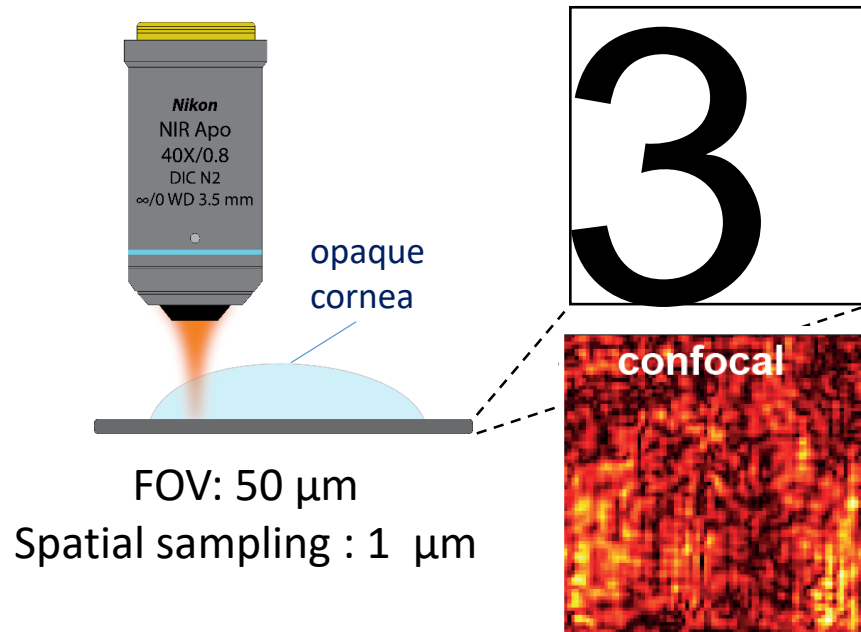 Nikon
NIR Apo
40X/0.8
DIC N2
∞/0 WD 3.5 mm
opaque
cornea
FOV: 50 µm
Spatial sampling : 1 µm
3
confocal